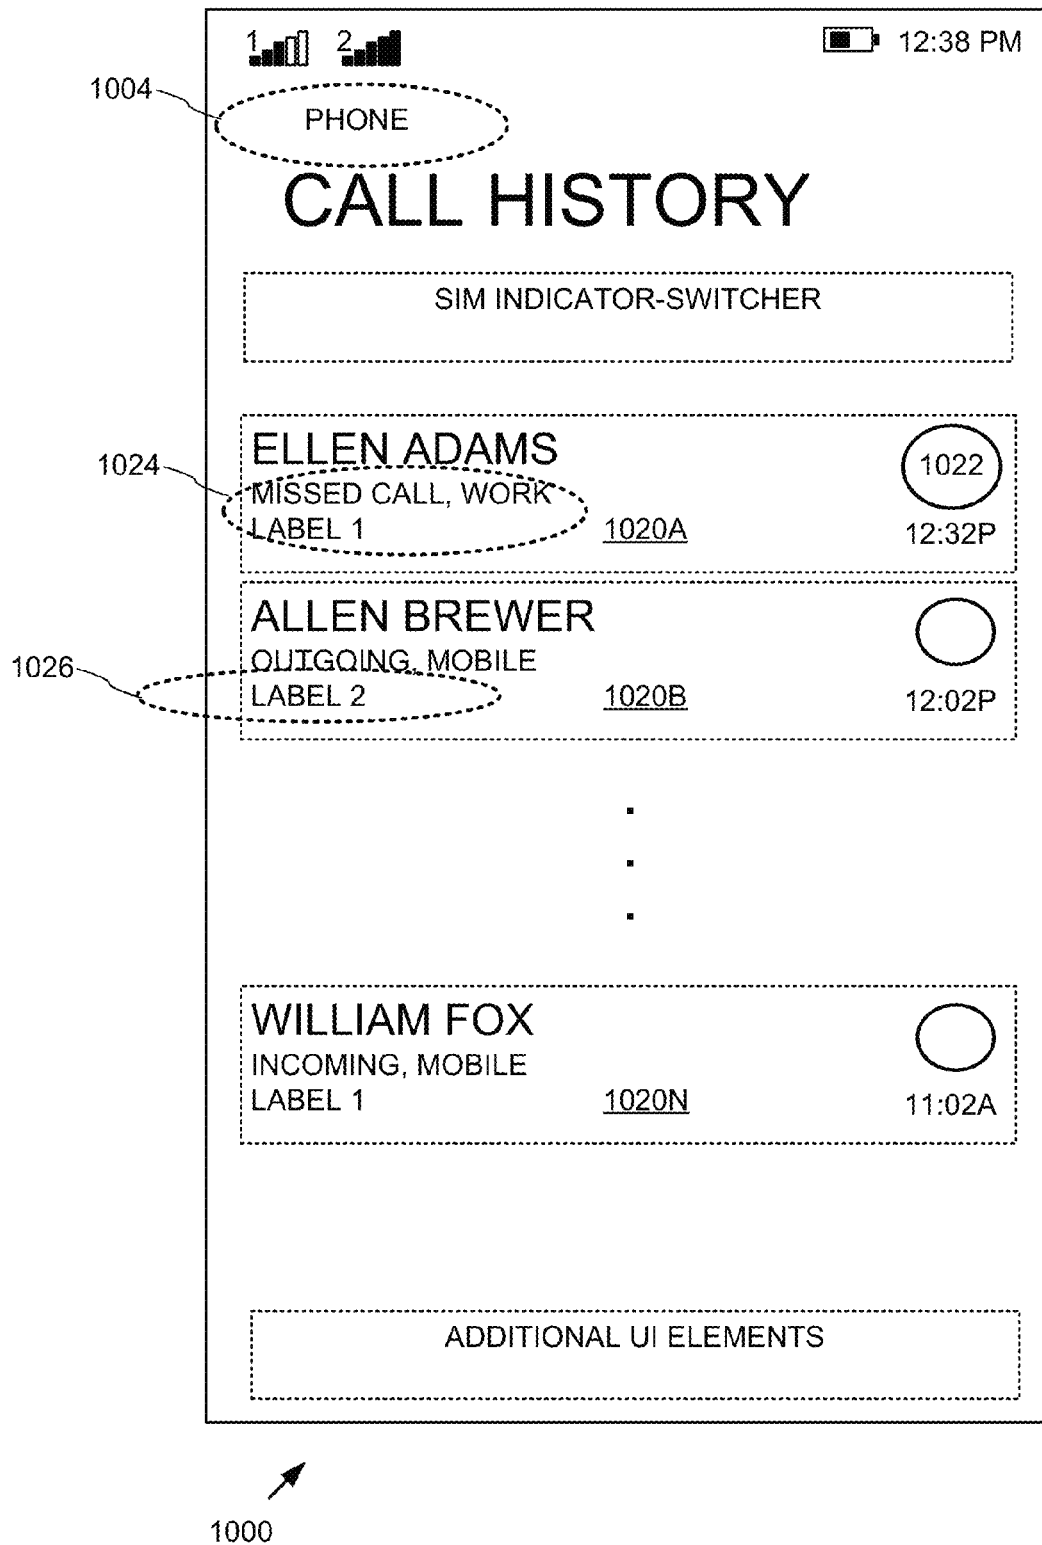 1 2 12:38 PM
1004
PHONE
CALL HISTORY
SIM INDICATOR-SWITCHER
ELLEN ADAMS
1022
1024
MISSED CALL, WORK
LABEL 1 1020A 12:32P
ALLEN BREWER
OUTGOING, MOBILE
1026
LABEL 2 1020B 12:02P
WILLIAM FOX
INCOMING, MOBILE
LABEL 1 1020N 11:02A
ADDITIONAL UI ELEMENTS
1000